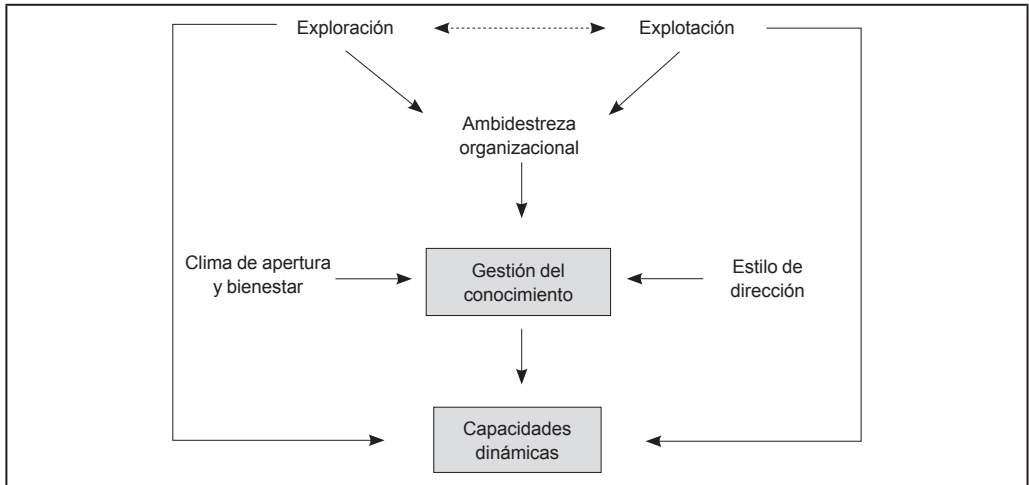 Exploración
Explotación
Ambidestreza
organizacional
Clima de apertura
y bienestar
Gestión del
conocimiento
Estilo de
dirección
Capacidades
dinámicas